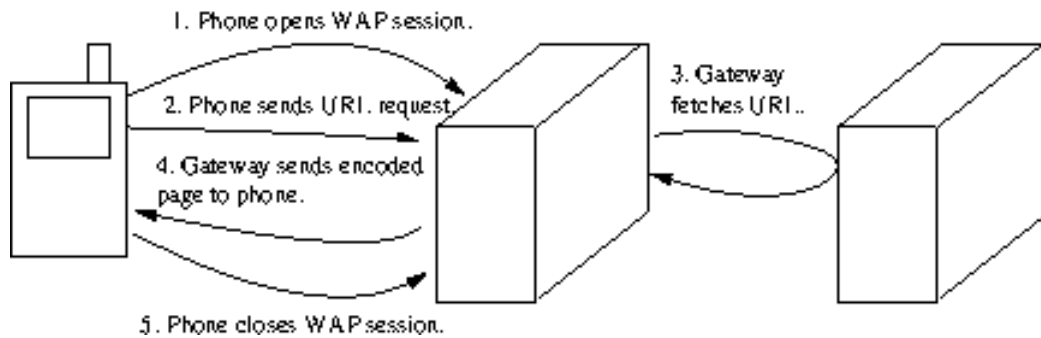 1. Phone opens WAP session.
2. Phone sends URL request.
3. Gateway
fetches URL.
4. Gateway sends encoded
page to phone.
5. Phone closes WAP session.